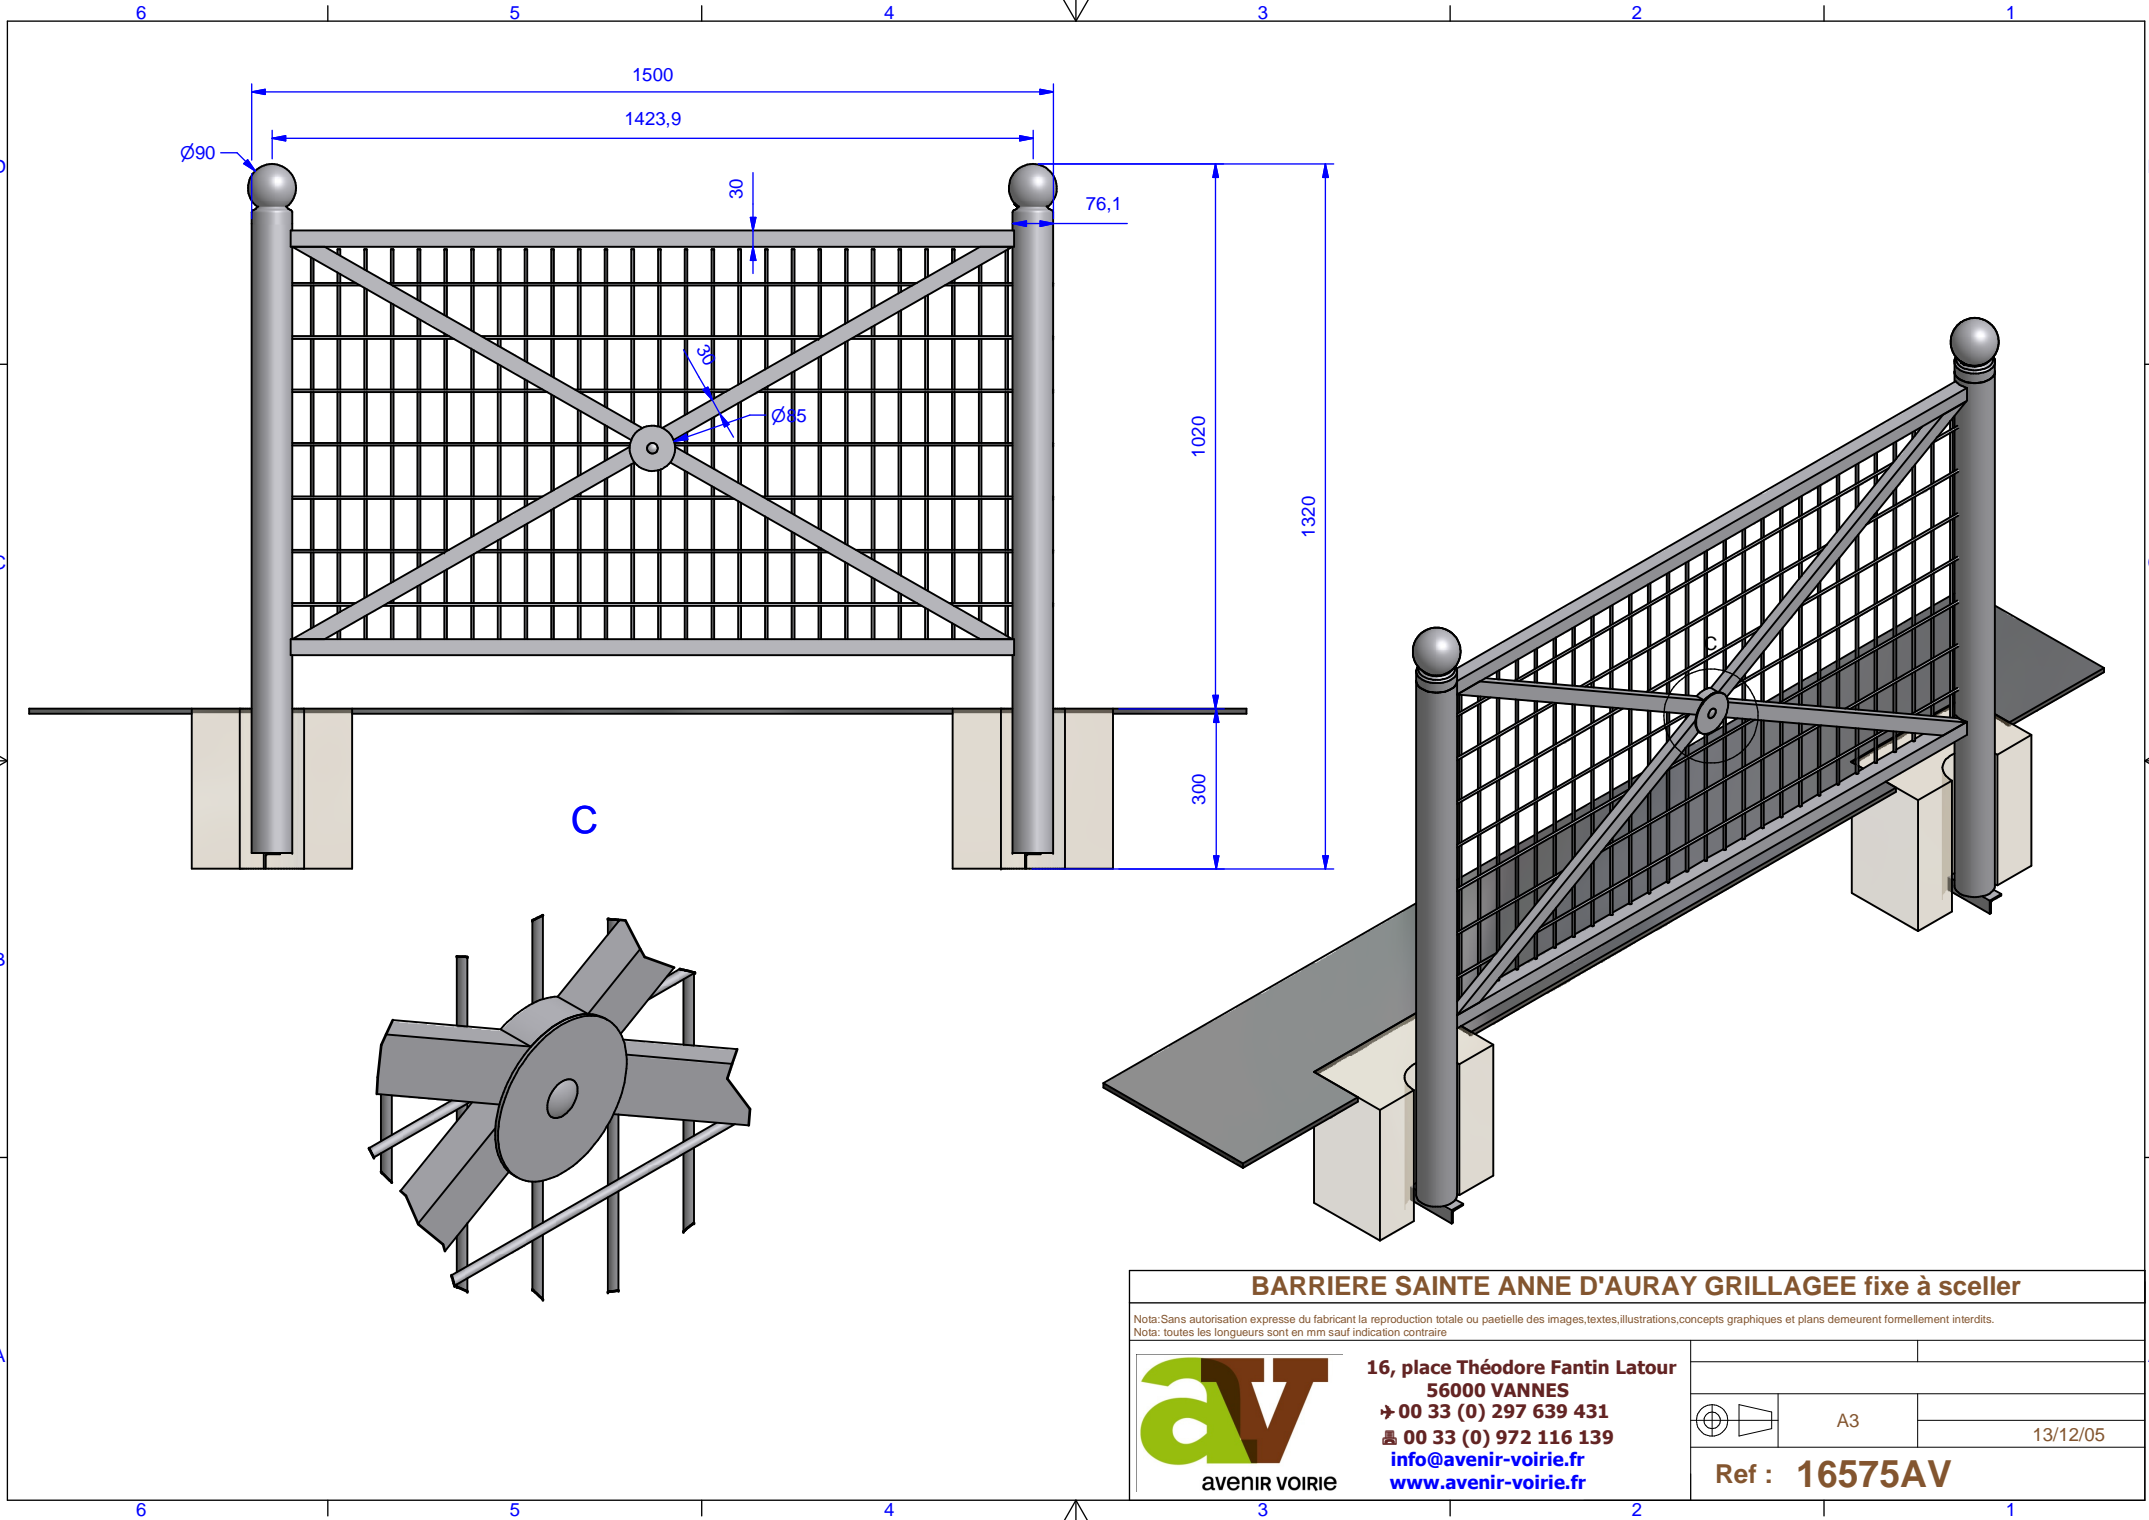 6 5 4 3 2 1
1500
1423,9
Ø90
30
76,1
30
Ø85
1020
1320
300
C
C
C
B
A
BARRIERE SAINTE ANNE D'AURAY GRILLAGEE fixe à sceller
Nota:Sans autorisation expresse du fabricant la reproduction totale ou paetielle des images,textes,illustrations,concepts graphiques et plans demeurent formellement interdits.
Nota: toutes les longueurs sont en mm sauf indication contraire
av
AVENIR VOIRIE
16, place Théodore Fantin Latour
56000 VANNES
00 33 (0) 297 639 431
00 33 (0) 972 116 139
info@avenir-voirie.fr
www.avenir-voirie.fr
A3
13/12/05
Ref : 16575AV
6 5 4 3 2 1